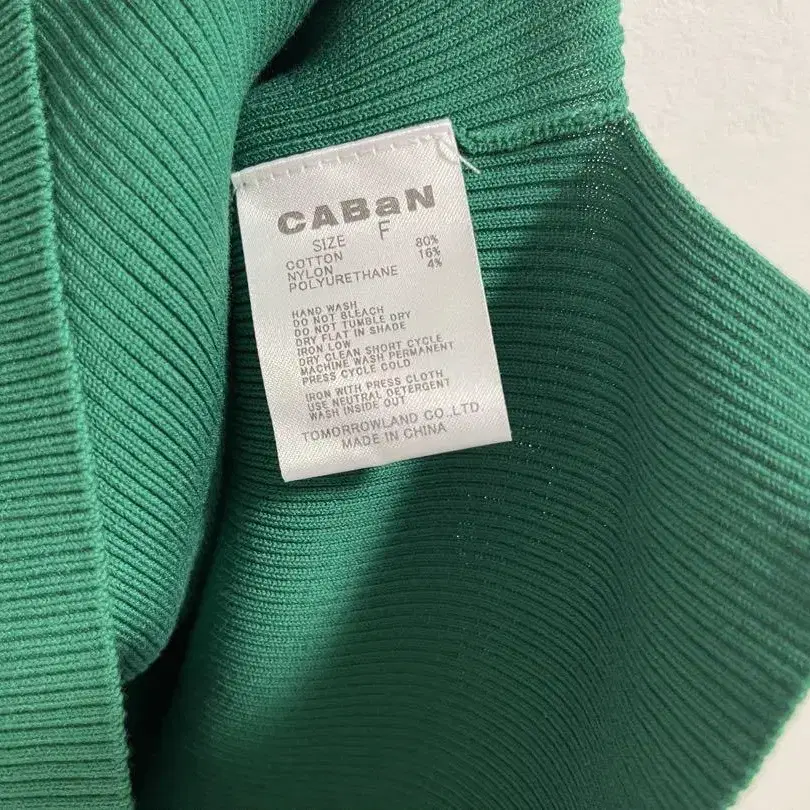 CABaN
SIZE F
COTTON 80%
NYLON 16%
POLYURETHANE 4%
HAND WASH
DO NOT BLEACH
DO NOT TUMBLE DRY
DRY FLAT IN SHADE
IRON LOW
DRY CLEAN SHORT CYCLE
MACHINE WASH PERMANENT
PRESS CYCLE COLD
IRON WITH PRESS CLOTH
USE NEUTRAL DETERGENT
WASH INSIDE OUT
TOMORROWLAND CO.,LTD
MADE IN CHINA